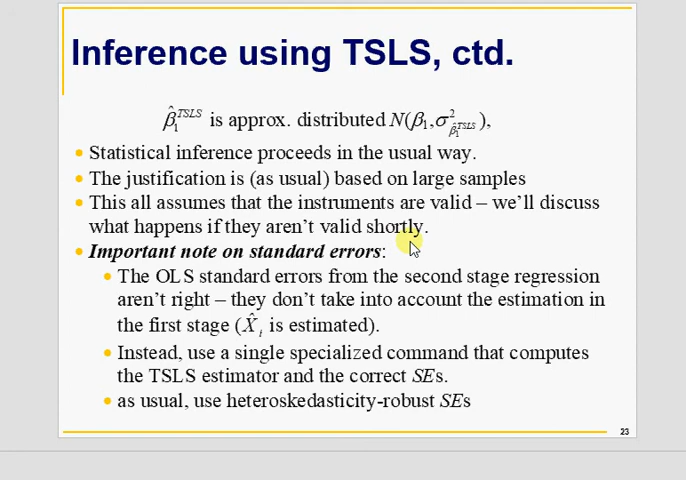 Inference using TSLS, ctd.
β̂₁ᵀˢᴸˢ is approx. distributed N(β₁,σ²_β̂₁ᵀˢᴸˢ),
• Statistical inference proceeds in the usual way.
• The justification is (as usual) based on large samples
• This all assumes that the instruments are valid – we'll discuss
what happens if they aren't valid shortly.
• Important note on standard errors:
• The OLS standard errors from the second stage regression
aren't right – they don't take into account the estimation in
the first stage (X̂ᵢ is estimated).
• Instead, use a single specialized command that computes
the TSLS estimator and the correct SEs.
• as usual, use heteroskedasticity-robust SEs
23